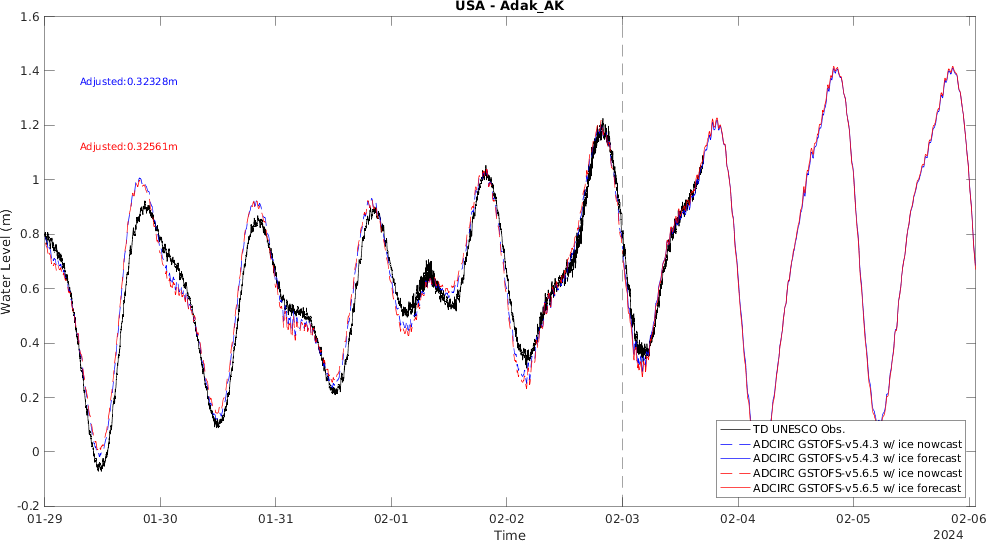 USA - Adak_AK
Water Level (m)
1.6
1.4
1.2
1
0.8
0.6
0.4
0.2
0
-0.2
Adjusted:0.32328m
Adjusted:0.32561m
TD UNESCO Obs.
ADCIRC GSTOFS-v5.4.3 w/ ice nowcast
ADCIRC GSTOFS-v5.4.3 w/ ice forecast
ADCIRC GSTOFS-v5.6.5 w/ ice nowcast
ADCIRC GSTOFS-v5.6.5 w/ ice forecast
01-29 01-30 01-31 02-01 02-02 02-03 02-04 02-05 02-06
Time
2024